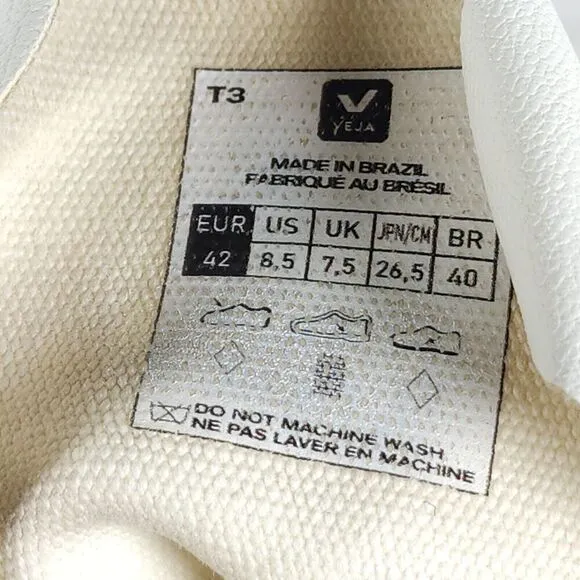 T3
VEJA
MADE IN BRAZIL
FABRIQUÉ AU BRÉSIL
EUR US UK JPN/CM BR
42 8,5 7,5 26,5 40
DO NOT MACHINE WASH
NE PAS LAVER EN MACHINE